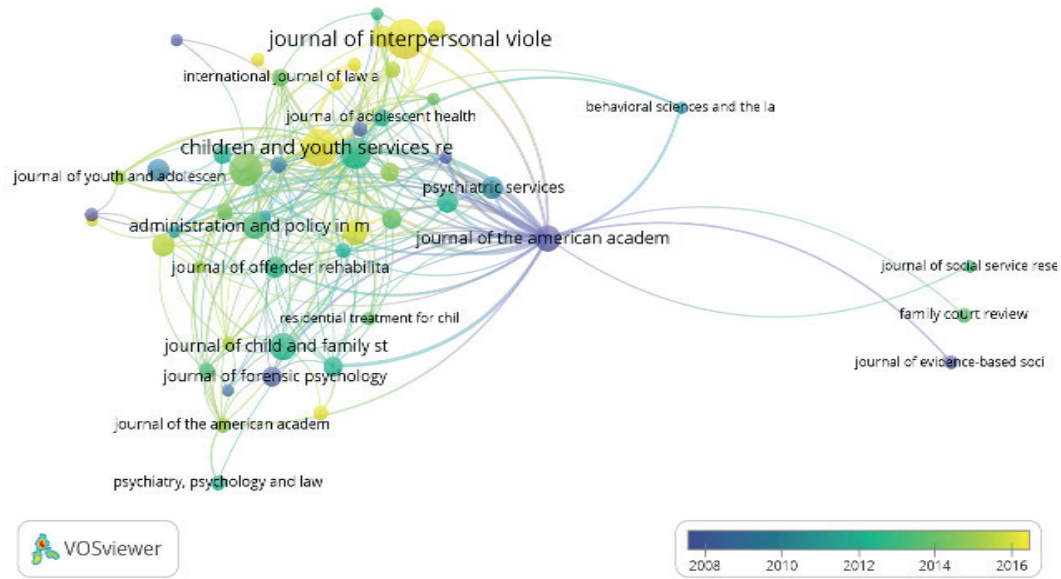 journal of interpersonal viole
international journal of law a
behavioral sciences and the la
journal of adolescent health
children and youth services re
journal of youth and adolescen
psychiatric services
administration and policy in m
journal of the american academ
journal of offender rehabilita
journal of social service rese
residential treatment for chil
family court review
journal of child and family st
journal of evidence-based soci
journal of forensic psychology
journal of the american academ
psychiatry, psychology and law
VOSviewer
2008 2010 2012 2014 2016